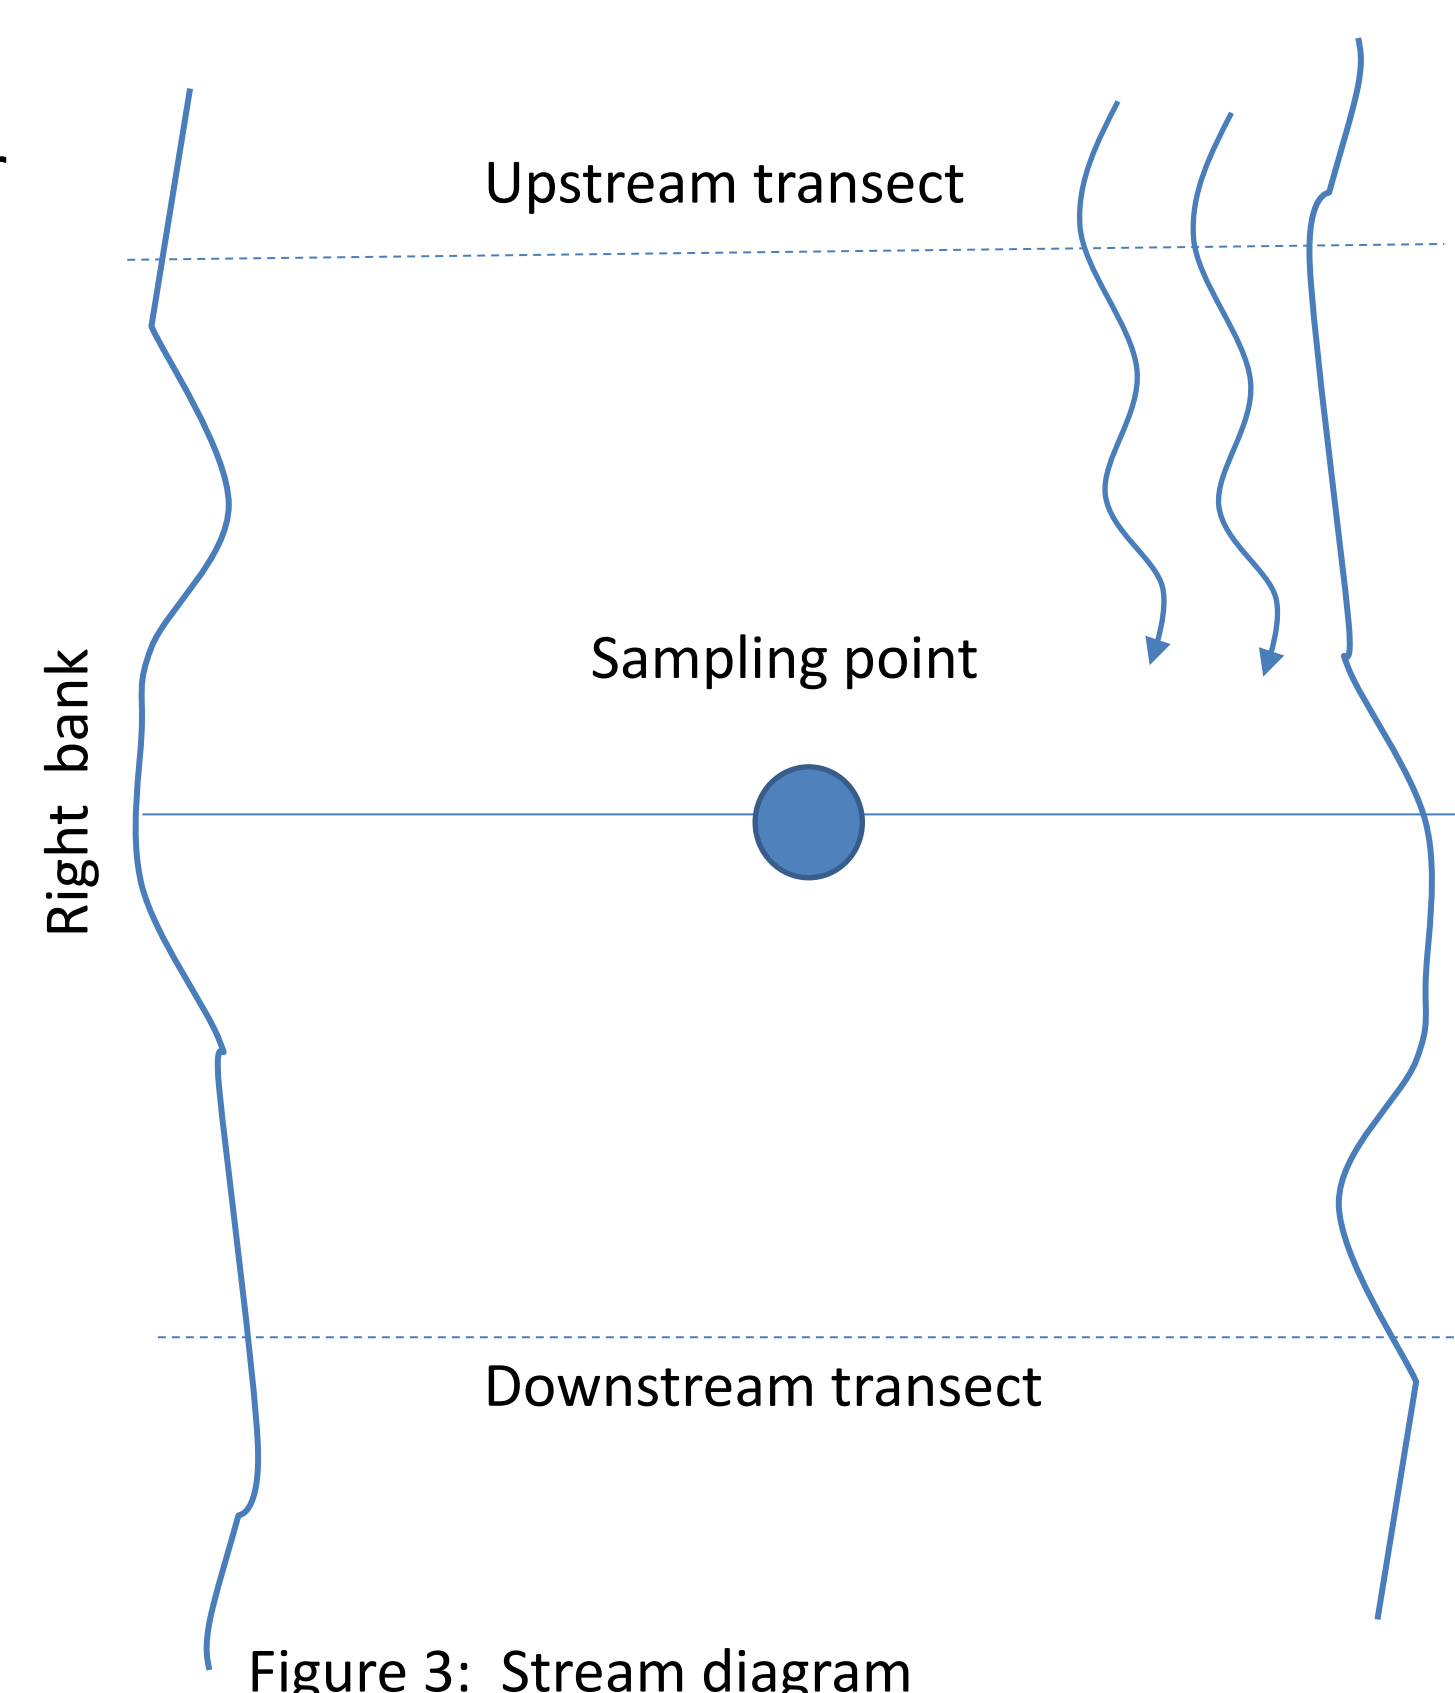 Upstream transect
Sampling point
Right bank
Downstream transect
Figure 3: Stream diagram